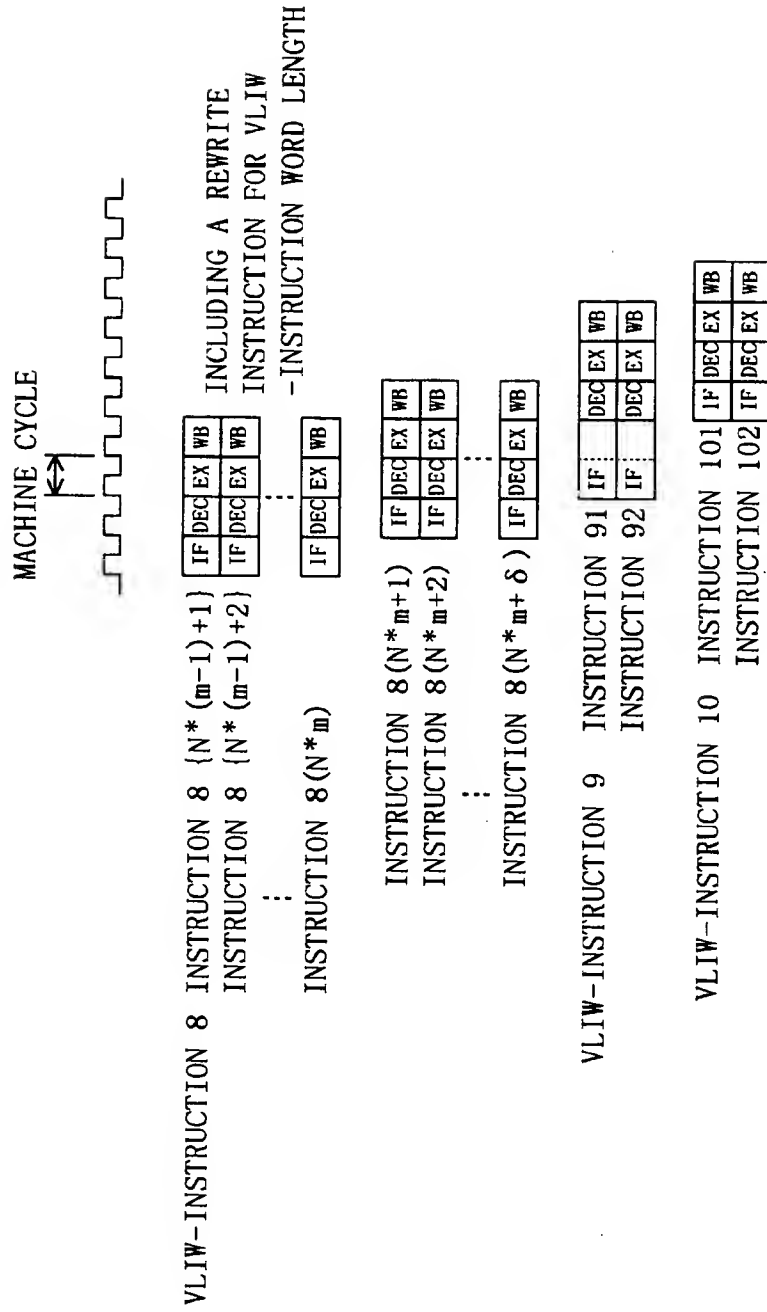 MACHINE CYCLE
VLIW-INSTRUCTION 8 INSTRUCTION 8 {N*(m-1)+1} IF DEC EX WB INCLUDING A REWRITE
INSTRUCTION 8 {N*(m-1)+2} IF DEC EX WB INSTRUCTION FOR VLIW
-INSTRUCTION WORD LENGTH
INSTRUCTION 8(N*m) IF DEC EX WB
INSTRUCTION 8(N*m+1) IF DEC EX WB
INSTRUCTION 8(N*m+2) IF DEC EX WB
INSTRUCTION 8(N*m+ δ) IF DEC EX WB
VLIW-INSTRUCTION 9 INSTRUCTION 91 IF DEC EX WB
INSTRUCTION 92 IF DEC EX WB
VLIW-INSTRUCTION 10 INSTRUCTION 101 IF DEC EX WB
INSTRUCTION 102 IF DEC EX WB